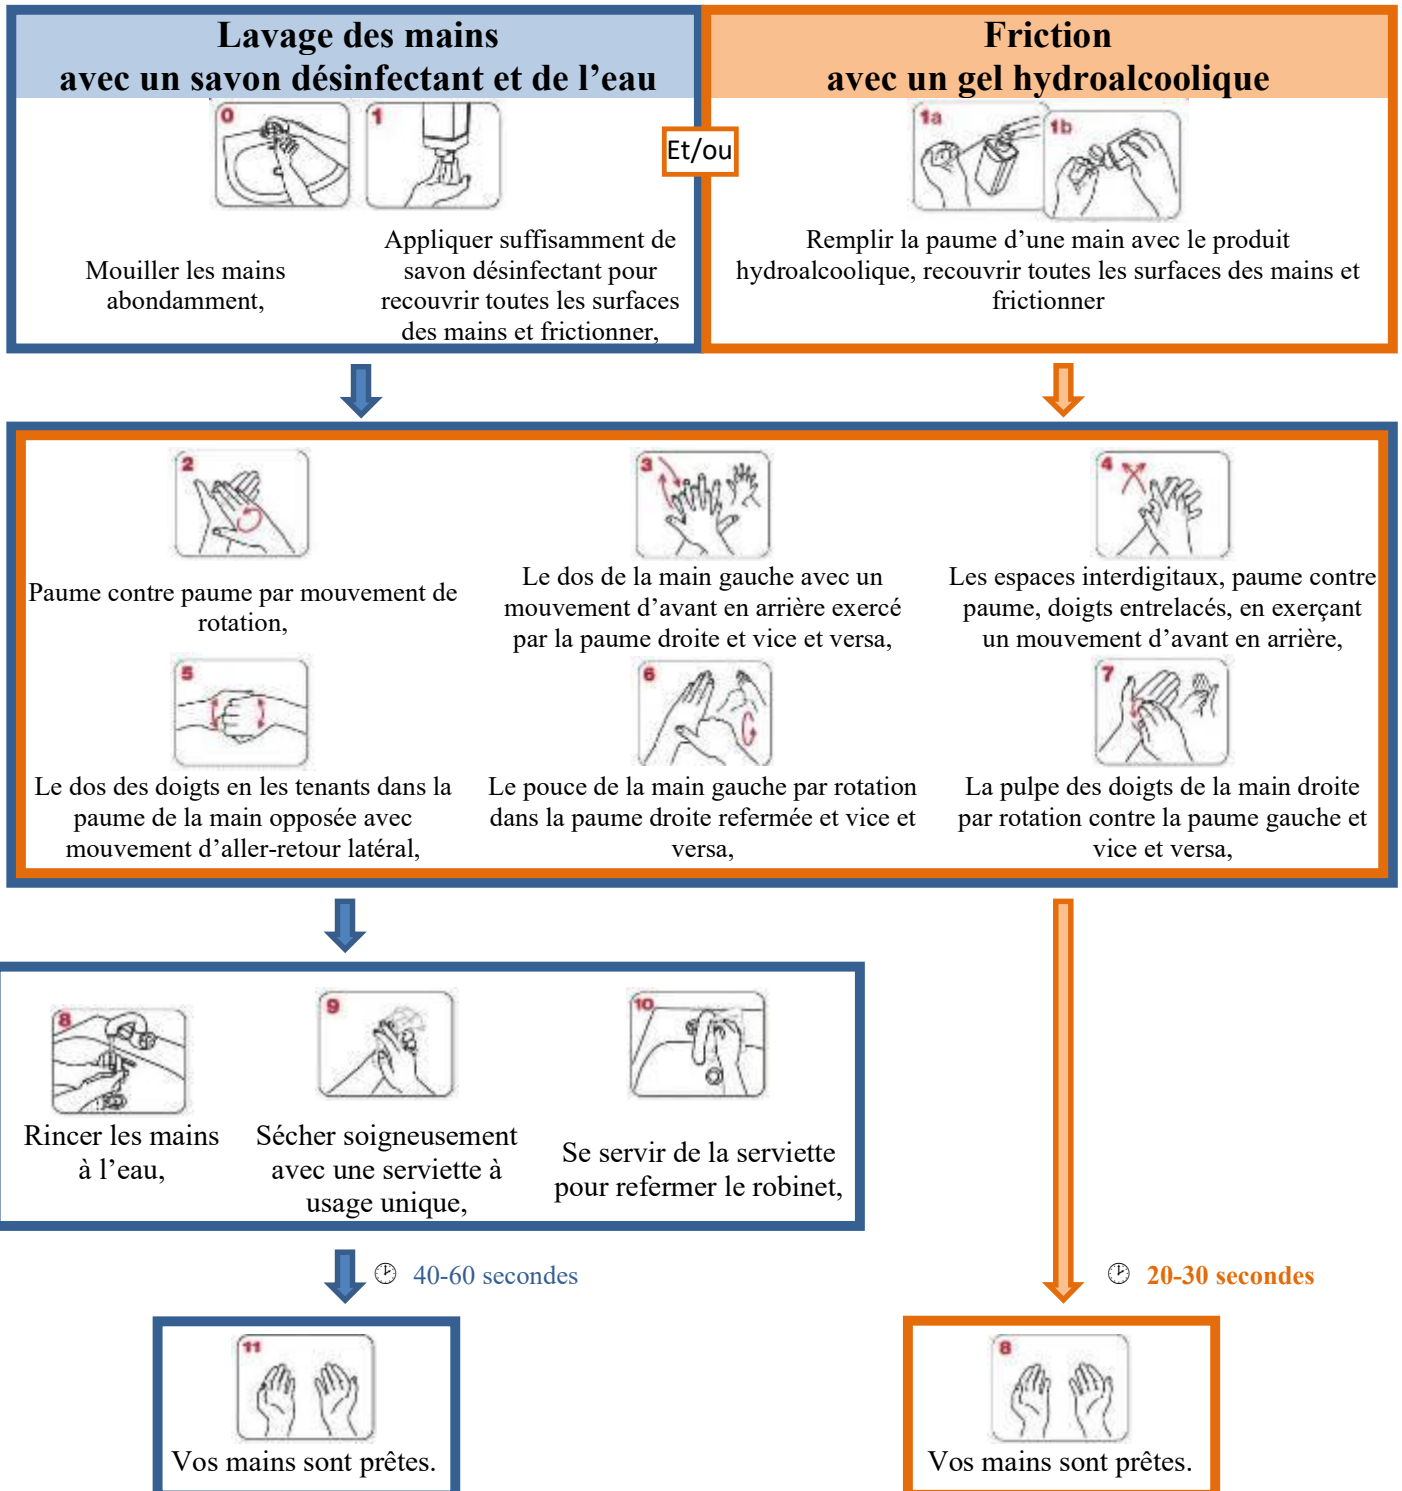 Lavage des mains
avec un savon désinfectant et de l'eau
0
1
Mouiller les mains
abondamment,
Appliquer suffisamment de
savon désinfectant pour
recouvrir toutes les surfaces
des mains et frictionner,
Et/ou
Friction
avec un gel hydroalcoolique
1a
1b
Remplir la paume d'une main avec le produit
hydroalcoolique, recouvrir toutes les surfaces des mains et
frictionner
2
Paume contre paume par mouvement de
rotation,
3
Le dos de la main gauche avec un
mouvement d'avant en arrière exercé
par la paume droite et vice et versa,
4
Les espaces interdigitaux, paume contre
paume, doigts entrelacés, en exerçant
un mouvement d'avant en arrière,
5
Le dos des doigts en les tenants dans la
paume de la main opposée avec
mouvement d'aller-retour latéral,
6
Le pouce de la main gauche par rotation
dans la paume droite refermée et vice et
versa,
7
La pulpe des doigts de la main droite
par rotation contre la paume gauche et
vice et versa,
8
Rincer les mains
à l'eau,
9
Sécher soigneusement
avec une serviette à
usage unique,
10
Se servir de la serviette
pour refermer le robinet,
40-60 secondes
20-30 secondes
11
Vos mains sont prêtes.
8
Vos mains sont prêtes.